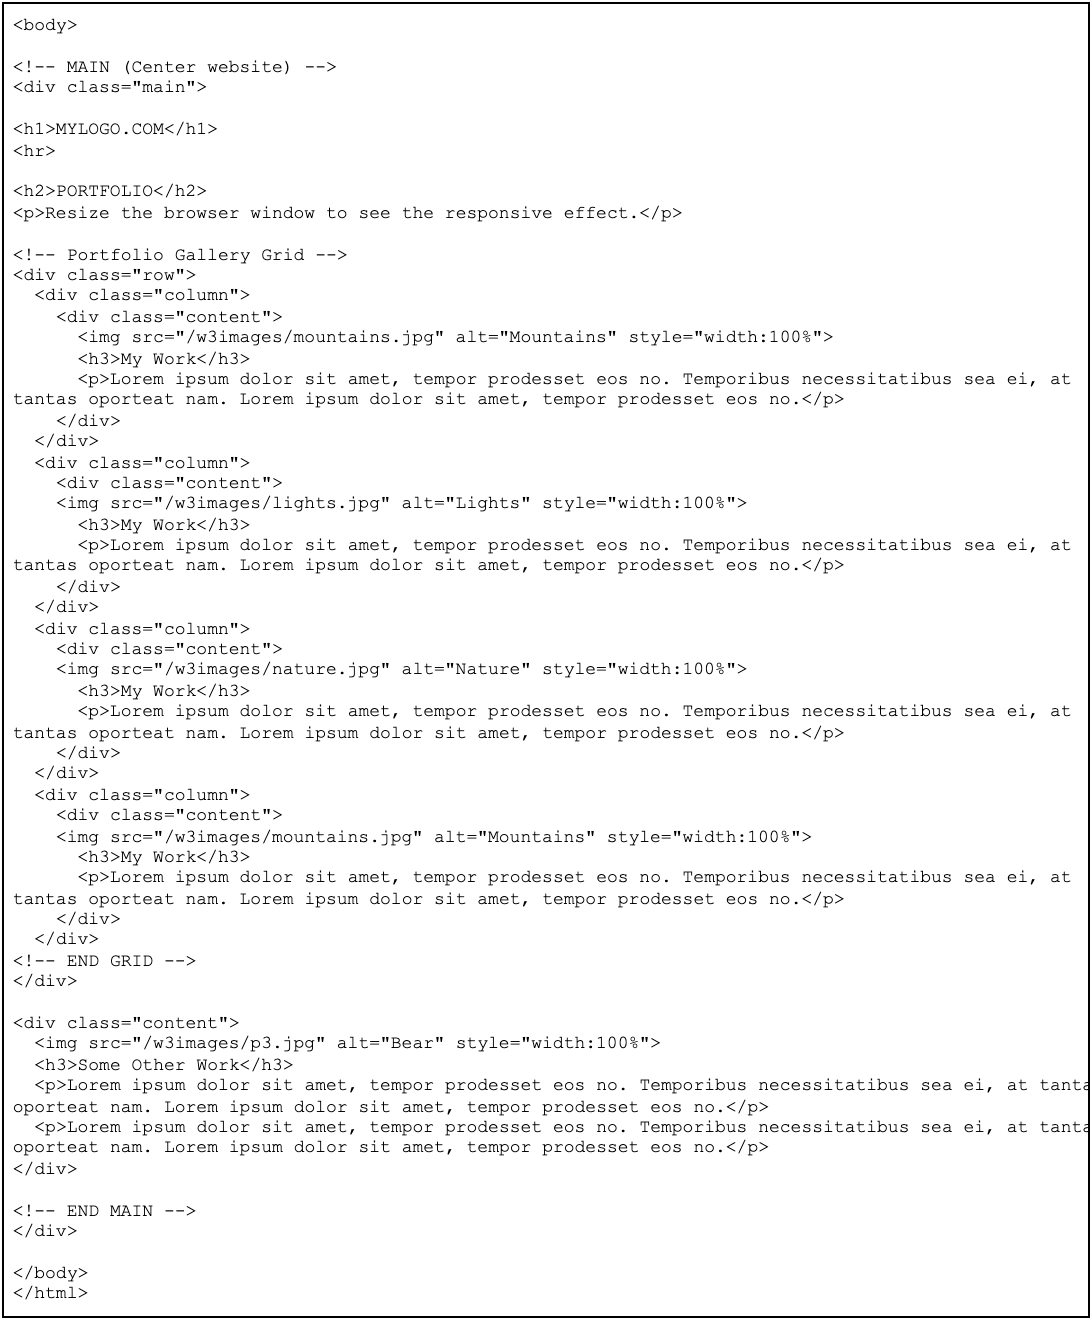 <body>
<!-- MAIN (Center website) -->
<div class="main">
<h1>MYLOGO.COM</h1>
<hr>
<h2>PORTFOLIO</h2>
<p>Resize the browser window to see the responsive effect.</p>
<!-- Portfolio Gallery Grid -->
<div class="row">
  <div class="column">
    <div class="content">
      <img src="/w3images/mountains.jpg" alt="Mountains" style="width:100%">
      <h3>My Work</h3>
      <p>Lorem ipsum dolor sit amet, tempor prodesset eos no. Temporibus necessitatibus sea ei, at
tantas oporteat nam. Lorem ipsum dolor sit amet, tempor prodesset eos no.</p>
    </div>
  </div>
  <div class="column">
    <div class="content">
    <img src="/w3images/lights.jpg" alt="Lights" style="width:100%">
      <h3>My Work</h3>
      <p>Lorem ipsum dolor sit amet, tempor prodesset eos no. Temporibus necessitatibus sea ei, at
tantas oporteat nam. Lorem ipsum dolor sit amet, tempor prodesset eos no.</p>
    </div>
  </div>
  <div class="column">
    <div class="content">
    <img src="/w3images/nature.jpg" alt="Nature" style="width:100%">
      <h3>My Work</h3>
      <p>Lorem ipsum dolor sit amet, tempor prodesset eos no. Temporibus necessitatibus sea ei, at
tantas oporteat nam. Lorem ipsum dolor sit amet, tempor prodesset eos no.</p>
    </div>
  </div>
  <div class="column">
    <div class="content">
    <img src="/w3images/mountains.jpg" alt="Mountains" style="width:100%">
      <h3>My Work</h3>
      <p>Lorem ipsum dolor sit amet, tempor prodesset eos no. Temporibus necessitatibus sea ei, at
tantas oporteat nam. Lorem ipsum dolor sit amet, tempor prodesset eos no.</p>
    </div>
  </div>
<!-- END GRID -->
</div>
<div class="content">
  <img src="/w3images/p3.jpg" alt="Bear" style="width:100%">
  <h3>Some Other Work</h3>
  <p>Lorem ipsum dolor sit amet, tempor prodesset eos no. Temporibus necessitatibus sea ei, at tanta
oporteat nam. Lorem ipsum dolor sit amet, tempor prodesset eos no.</p>
  <p>Lorem ipsum dolor sit amet, tempor prodesset eos no. Temporibus necessitatibus sea ei, at tanta
oporteat nam. Lorem ipsum dolor sit amet, tempor prodesset eos no.</p>
</div>
<!-- END MAIN -->
</div>
</body>
</html>